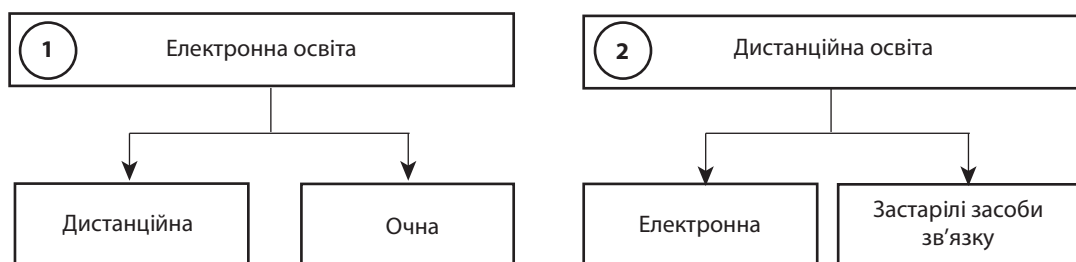 1 Електронна освіта
Дистанційна
Очна
2 Дистанційна освіта
Електронна
Застарілі засоби
зв'язку